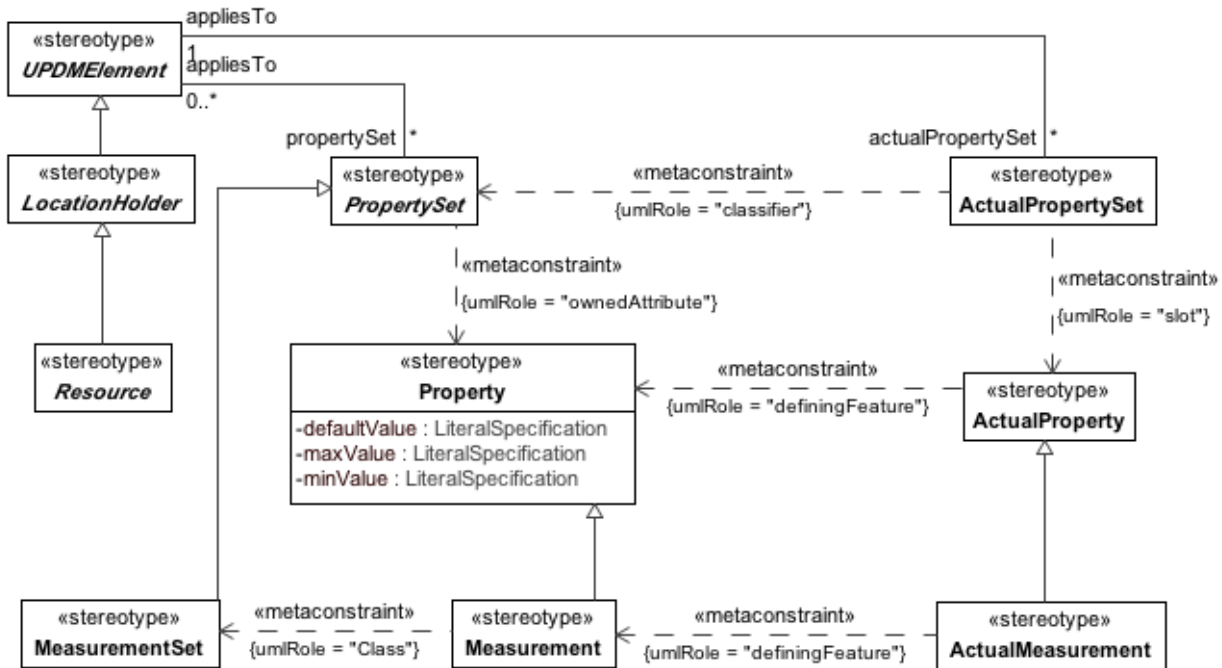 appliesTo
«stereotype»
UPDMElement
1
appliesTo
0..*
propertySet *
actualPropertySet *
«stereotype»
LocationHolder
«stereotype»
PropertySet
«metaconstraint»
{umlRole = "classifier"}
«stereotype»
ActualPropertySet
«metaconstraint»
{umlRole = "ownedAttribute"}
«metaconstraint»
{umlRole = "slot"}
«stereotype»
Resource
«stereotype»
Property
-defaultValue : LiteralSpecification
-maxValue : LiteralSpecification
-minValue : LiteralSpecification
«metaconstraint»
{umlRole = "definingFeature"}
«stereotype»
ActualProperty
«stereotype»
MeasurementSet
«metaconstraint»
{umlRole = "Class"}
«stereotype»
Measurement
«metaconstraint»
{umlRole = "definingFeature"}
«stereotype»
ActualMeasurement